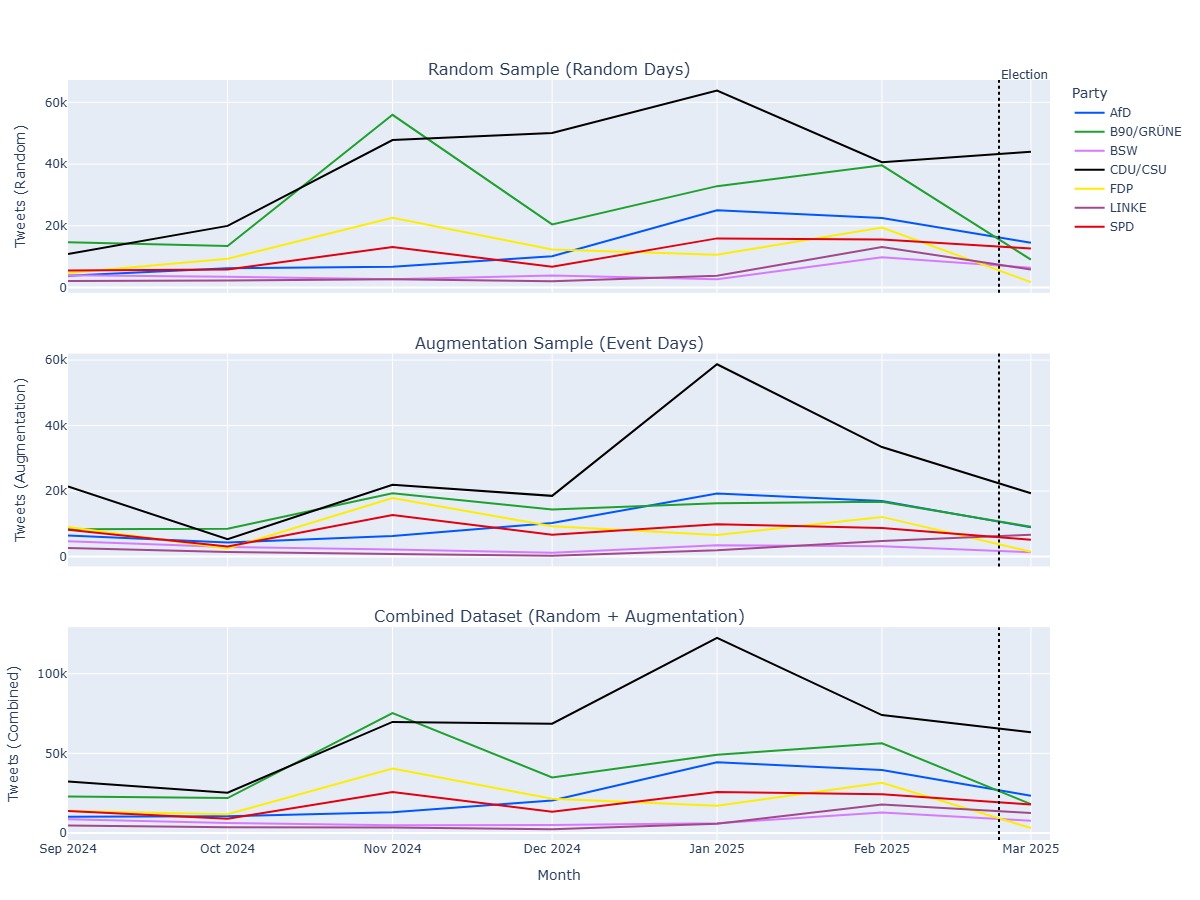 Random Sample (Random Days)
Election
Party
AfD
B90/GRÜNE
BSW
CDU/CSU
FDP
LINKE
SPD
Tweets (Random)
60k
40k
20k
0
Augmentation Sample (Event Days)
Tweets (Augmentation)
60k
40k
20k
0
Combined Dataset (Random + Augmentation)
Tweets (Combined)
100k
50k
0
Sep 2024 Oct 2024 Nov 2024 Dec 2024 Jan 2025 Feb 2025 Mar 2025
Month